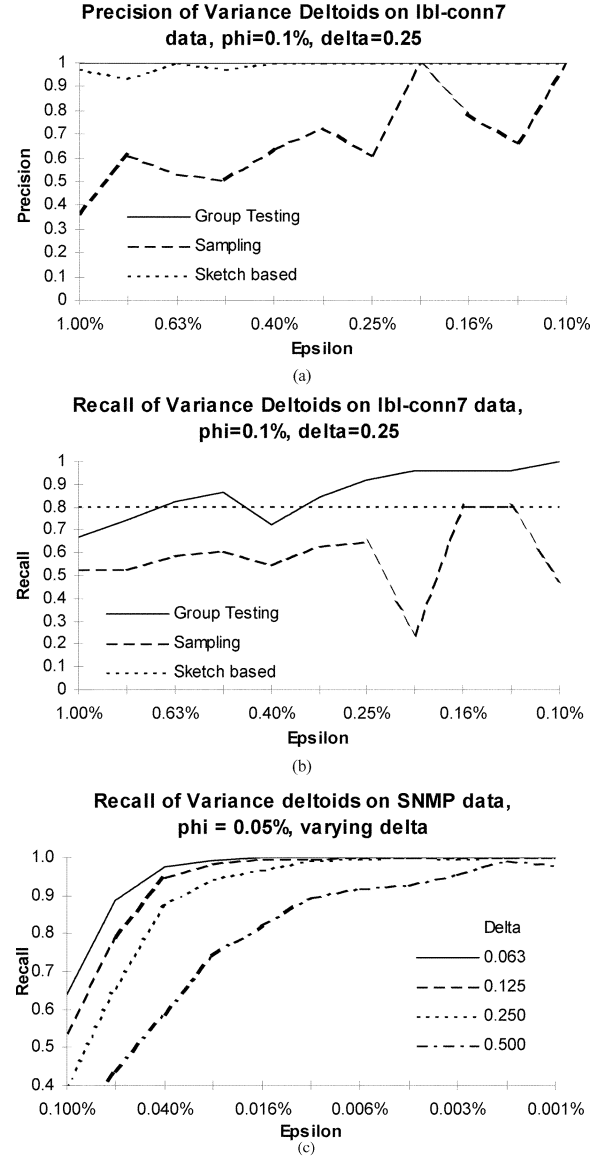 Precision of Variance Deltoids on lbl-conn7
data, phi=0.1%, delta=0.25
1
0.9
0.8
0.7
0.6
0.5
0.4
0.3
0.2
0.1
0
Precision
Group Testing
Sampling
Sketch based
1.00% 0.63% 0.40% 0.25% 0.16% 0.10%
Epsilon
(a)
Recall of Variance Deltoids on lbl-conn7 data,
phi=0.1%, delta=0.25
1
0.9
0.8
0.7
0.6
0.5
0.4
0.3
0.2
0.1
0
Recall
Group Testing
Sampling
Sketch based
1.00% 0.63% 0.40% 0.25% 0.16% 0.10%
Epsilon
(b)
Recall of Variance deltoids on SNMP data,
phi = 0.05%, varying delta
1.0
0.9
0.8
0.7
0.6
0.5
0.4
Recall
Delta
0.063
0.125
0.250
0.500
0.100% 0.040% 0.016% 0.006% 0.003% 0.001%
Epsilon
(c)